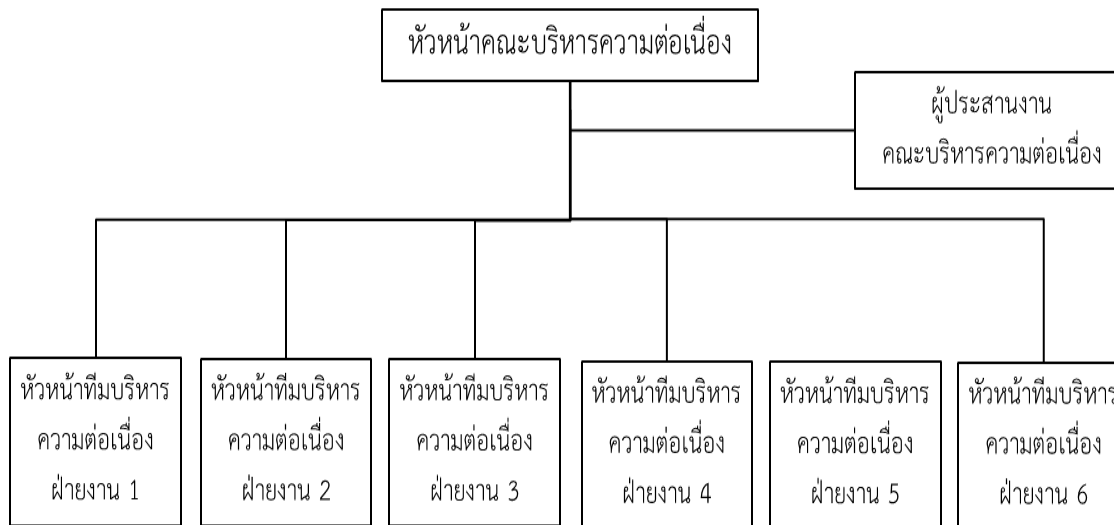 หัวหน้าคณะบริหารความต่อเนื่อง
ผู้ประสานงาน
คณะบริหารความต่อเนื่อง
หัวหน้าทีมบริหาร
ความต่อเนื่อง
ฝ่ายงาน 1
หัวหน้าทีมบริหาร
ความต่อเนื่อง
ฝ่ายงาน 2
หัวหน้าทีมบริหาร
ความต่อเนื่อง
ฝ่ายงาน 3
หัวหน้าทีมบริหาร
ความต่อเนื่อง
ฝ่ายงาน 4
หัวหน้าทีมบริหาร
ความต่อเนื่อง
ฝ่ายงาน 5
หัวหน้าทีมบริหาร
ความต่อเนื่อง
ฝ่ายงาน 6